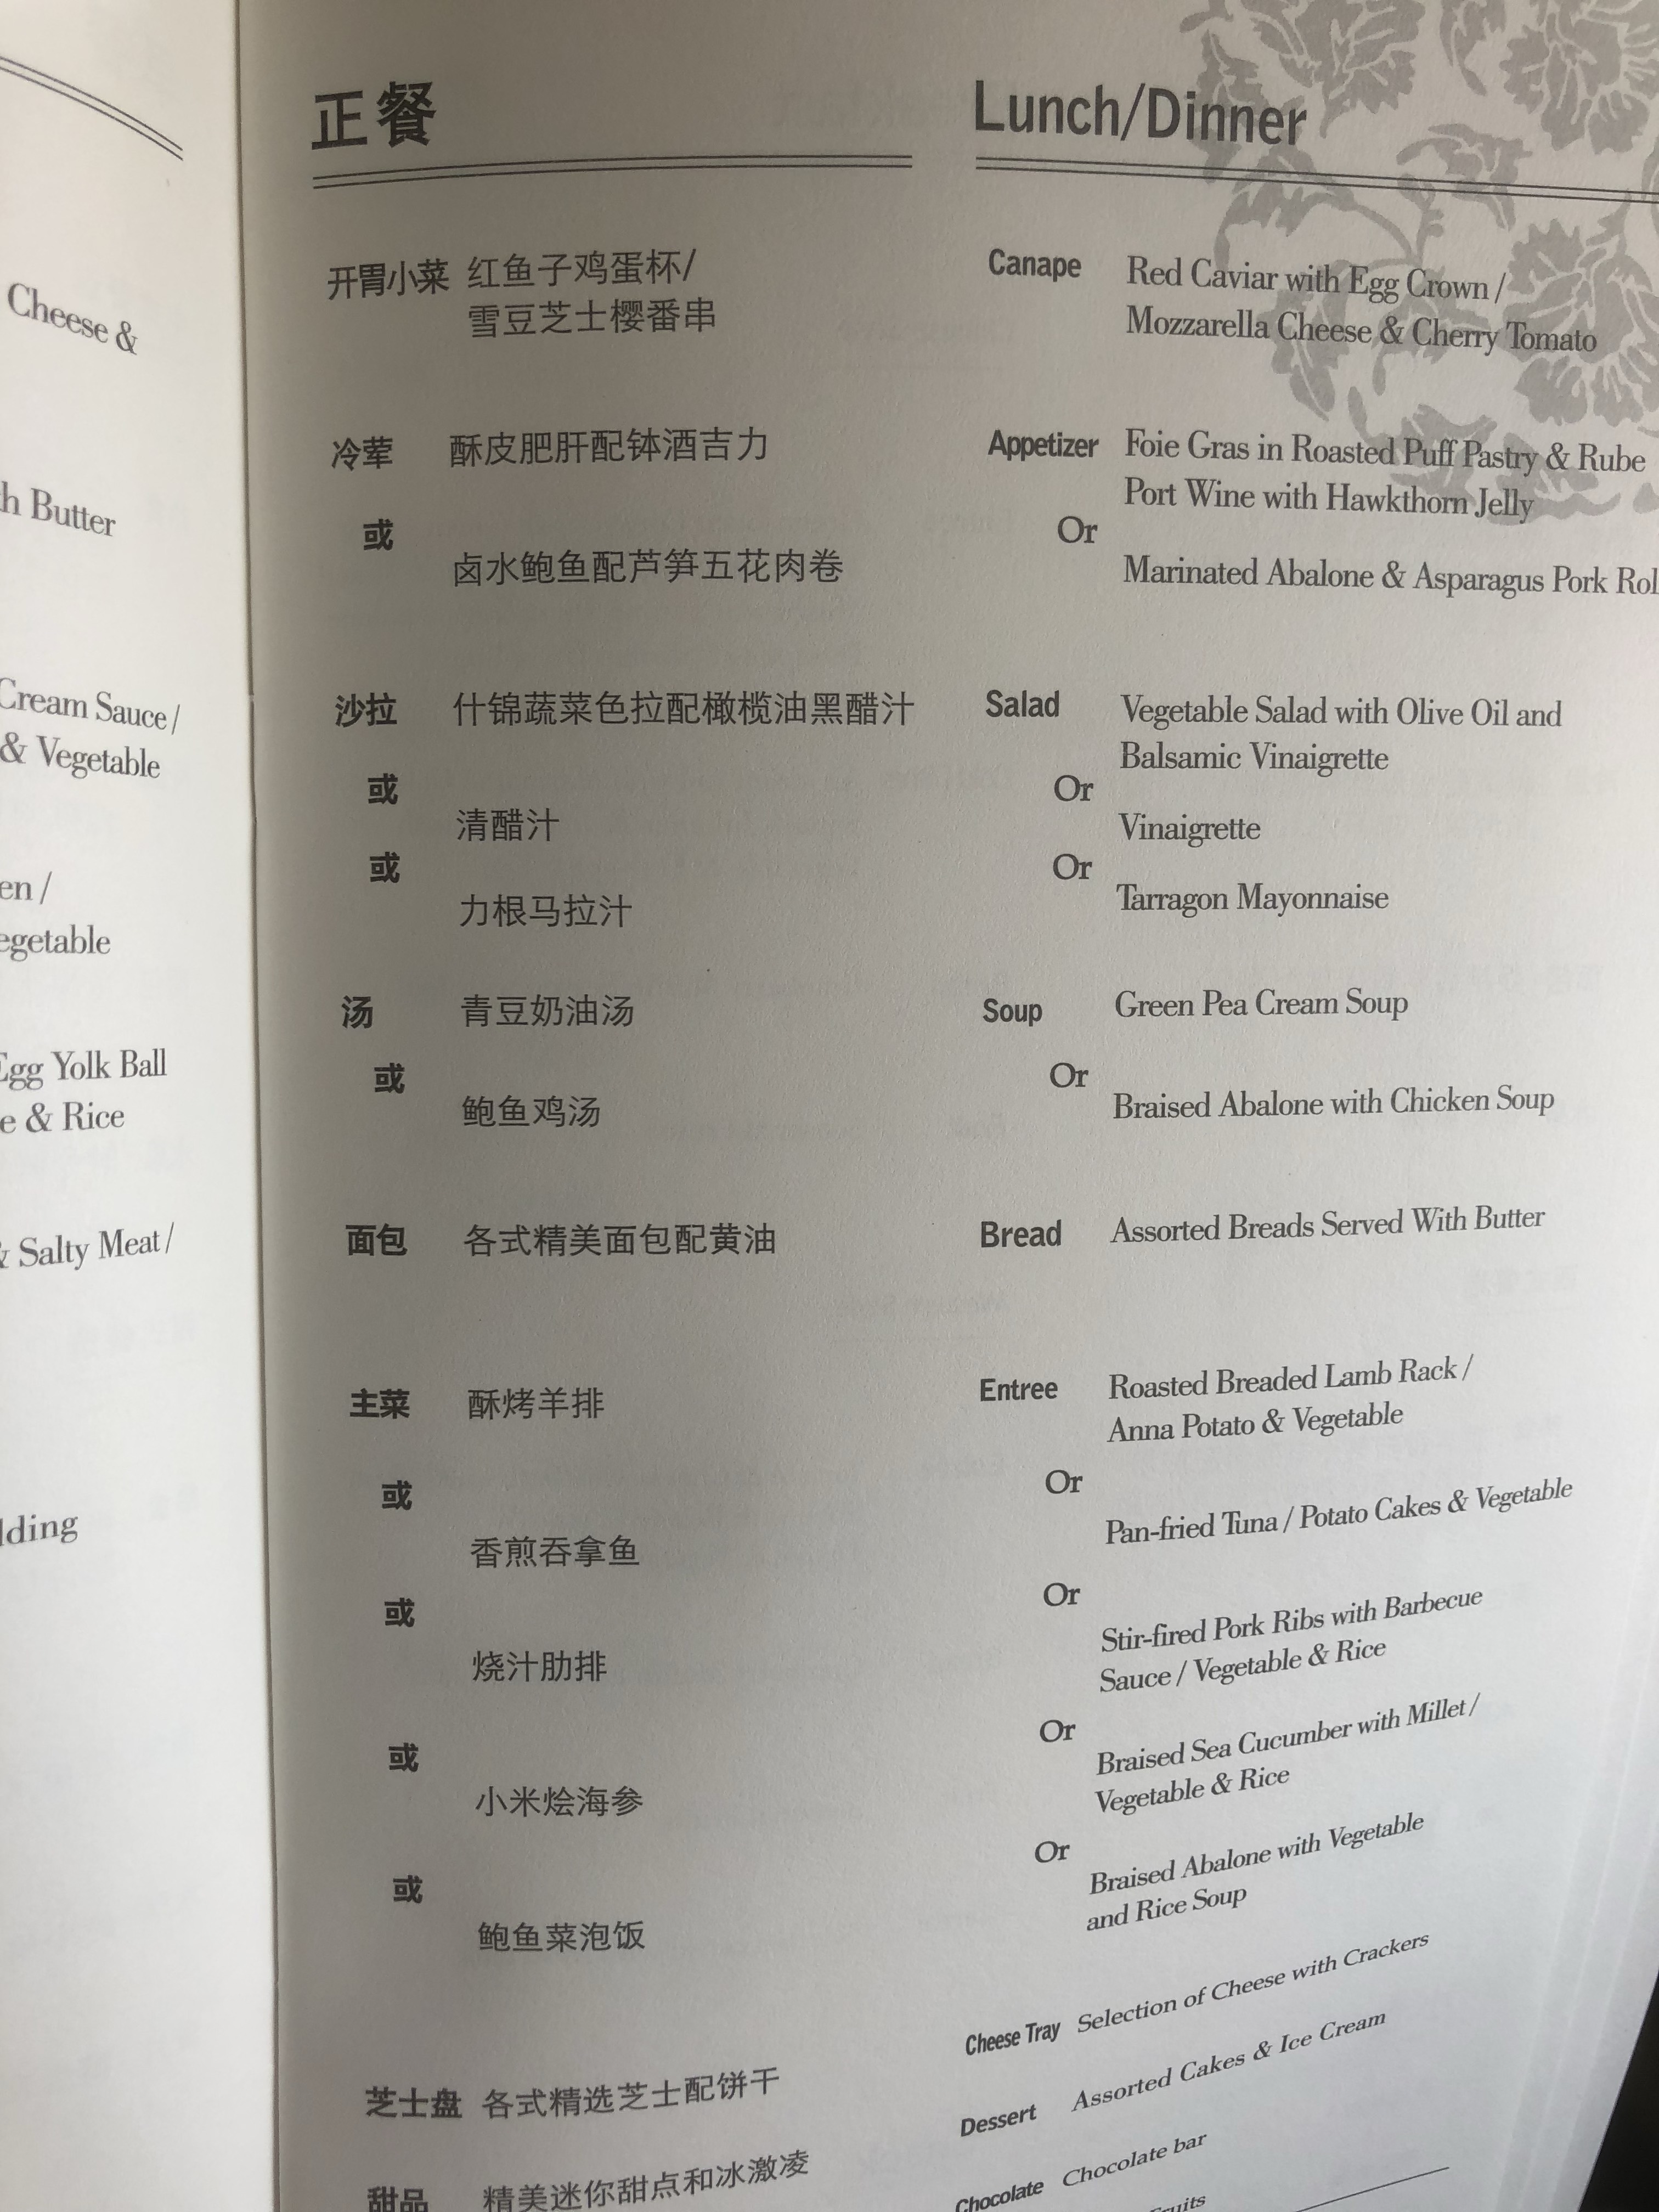 Cheese &
h Butter
Cream Sauce /
& Vegetable
en /
egetable
Egg Yolk Ball
e & Rice
& Salty Meat /
lding
正餐
开胃小菜 红鱼子鸡蛋杯/
雪豆芝士樱番串
冷荤 酥皮肥肝配钵酒吉力
或
卤水鲍鱼配芦笋五花肉卷
沙拉 什锦蔬菜色拉配橄榄油黑醋汁
或
清醋汁
或
力根马拉汁
汤 青豆奶油汤
或
鲍鱼鸡汤
面包 各式精美面包配黄油
主菜 酥烤羊排
或
香煎吞拿鱼
或
烧汁肋排
或
小米烩海参
或
鲍鱼菜泡饭
芝士盘 各式精选芝士配饼干
甜品 精美迷你甜点和冰激凌
Lunch/Dinner
Canape Red Caviar with Egg Crown /
Mozzarella Cheese & Cherry Tomato
Appetizer Foie Gras in Roasted Puff Pastry & Rube
Port Wine with Hawkthorn Jelly
Or
Marinated Abalone & Asparagus Pork Rol
Salad Vegetable Salad with Olive Oil and
Balsamic Vinaigrette
Or
Vinaigrette
Or
Tarragon Mayonnaise
Soup Green Pea Cream Soup
Or
Braised Abalone with Chicken Soup
Bread Assorted Breads Served With Butter
Entree Roasted Breaded Lamb Rack /
Anna Potato & Vegetable
Or
Pan-fried Tuna / Potato Cakes & Vegetable
Or
Stir-fired Pork Ribs with Barbecue
Sauce / Vegetable & Rice
Or
Braised Sea Cucumber with Millet /
Vegetable & Rice
Or
Braised Abalone with Vegetable
and Rice Soup
Cheese Tray Selection of Cheese with Crackers
Dessert Assorted Cakes & Ice Cream
Chocolate Chocolate bar
ruits